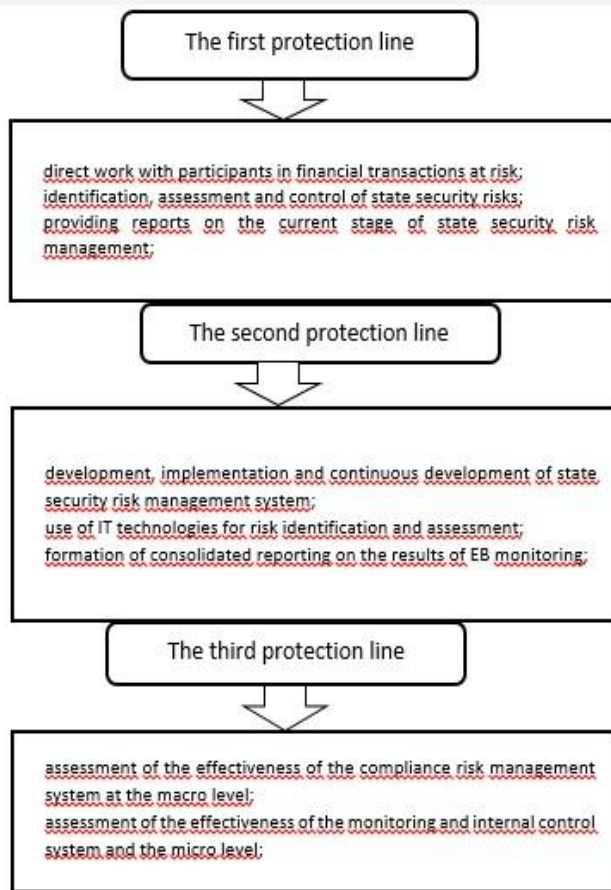 The first protection line
direct work with participants in financial transactions at risk;
identification, assessment and control of state security risks;
providing reports on the current stage of state security risk
management;
The second protection line
development, implementation and continuous development of state
security risk management system;
use of IT technologies for risk identification and assessment;
formation of consolidated reporting on the results of EB monitoring;
The third protection line
assessment of the effectiveness of the compliance risk management
system at the macro level;
assessment of the effectiveness of the monitoring and internal control
system and the micro level;